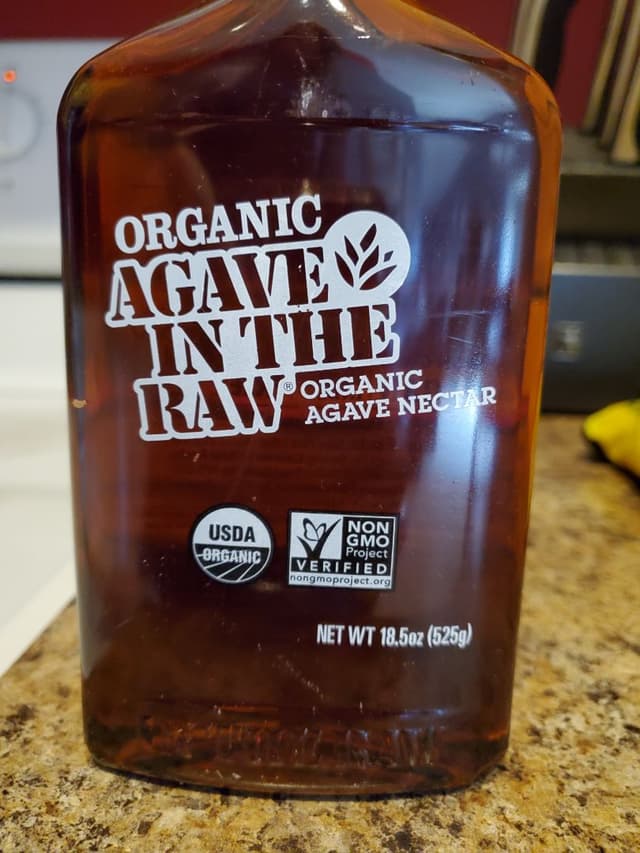 ORGANIC
AGAVE
IN THE
RAW®
ORGANIC
AGAVE NECTAR
USDA
ORGANIC
NON
GMO
Project
VERIFIED
nongmoproject.org
NET WT 18.5oz (525g)